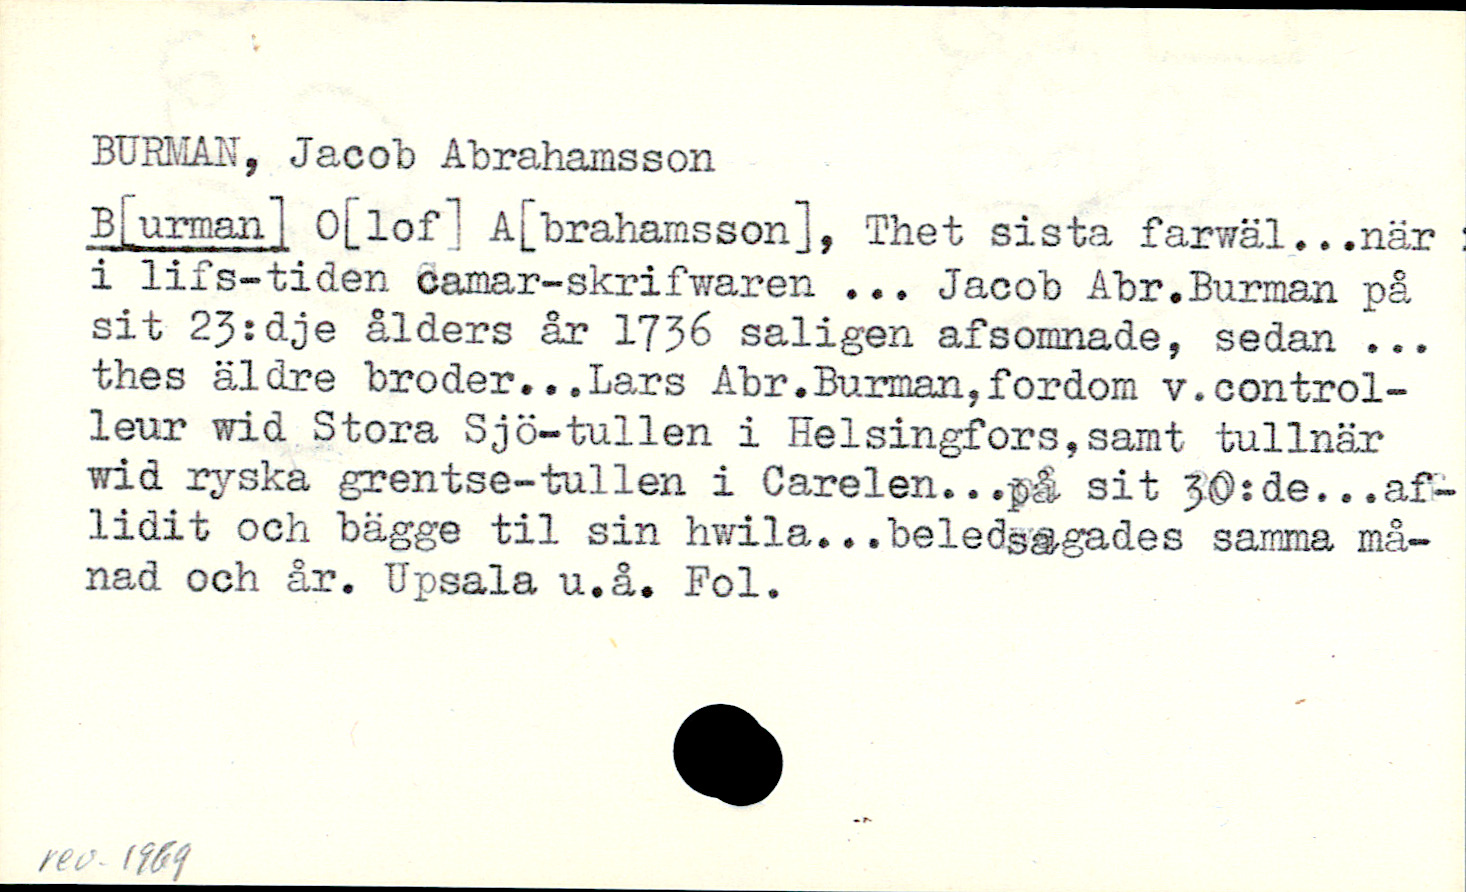 BURMAN, Jacob Abrahamsson
B[urman] O[lof] A[brahamsson], Thet sista farwäl...när
i lifs-tiden camar-skrifwaren ... Jacob Abr.Burman på
sit 23:dje ålders år 1736 saligen afsomnade, sedan ...
thes äldre broder...Lars Abr.Burman,fordom v.control-
leur wid Stora Sjö-tullen i Helsingfors,samt tullnär
wid ryska grentse-tullen i Carelen...på sit 30:de...af-
lidit och bägge til sin hwila...beledsagades samma må-
nad och år. Upsala u.å. Fol.
rev. 1969